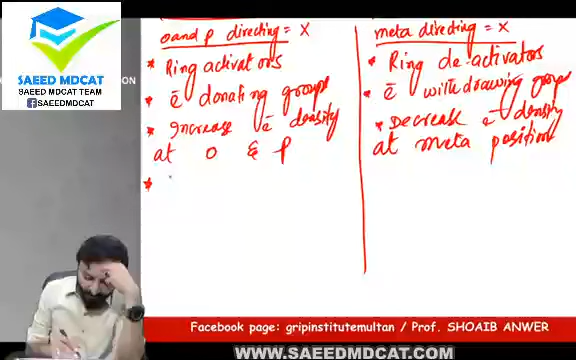 o and p directing = X
* Ring activators
* ē donating groups
* Increase ē density
at o & p
*
meta directing = X
* Ring de-activators
* ē withdrawing groups
* Decrease ē density
at meta position
SAEED MDCAT
SAEED MDCAT TEAM
/SAEEDMDCAT
Facebook page: gripinstitutemultan / Prof. SHOAIB ANWER
WWW.SAEEDMDCAT.COM